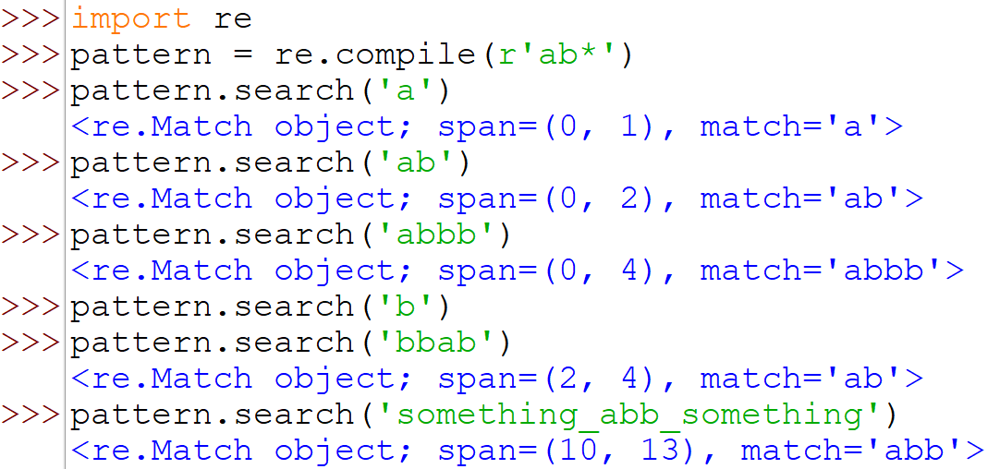 >>> import re
>>> pattern = re.compile(r'ab*')
>>> pattern.search('a')
<re.Match object; span=(0, 1), match='a'>
>>> pattern.search('ab')
<re.Match object; span=(0, 2), match='ab'>
>>> pattern.search('abbb')
<re.Match object; span=(0, 4), match='abbb'>
>>> pattern.search('b')
>>> pattern.search('bbab')
<re.Match object; span=(2, 4), match='ab'>
>>> pattern.search('something_abb_something')
<re.Match object; span=(10, 13), match='abb'>